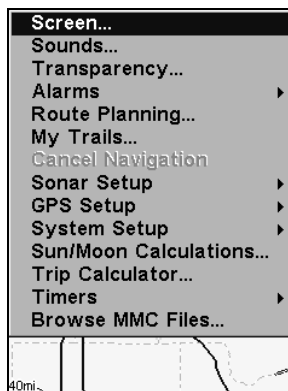 Screen...
Sounds...
Transparency...
Alarms
Route Planning...
My Trails...
Cancel Navigation
Sonar Setup
GPS Setup
System Setup
Sun/Moon Calculations...
Trip Calculator...
Timers
Browse MMC Files...
40mi